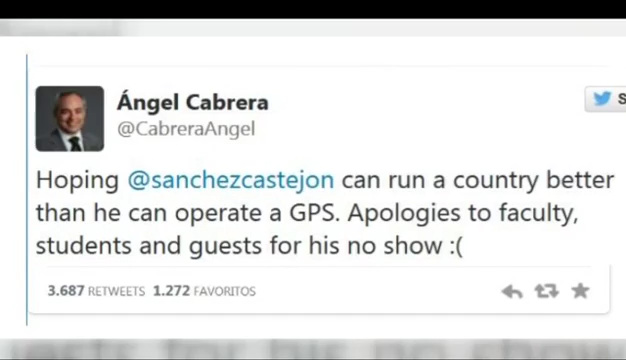 Ángel Cabrera
@CabreraAngel
Hoping @sanchezcastejon can run a country better
than he can operate a GPS. Apologies to faculty,
students and guests for his no show :(
3.687 RETWEETS 1.272 FAVORITOS